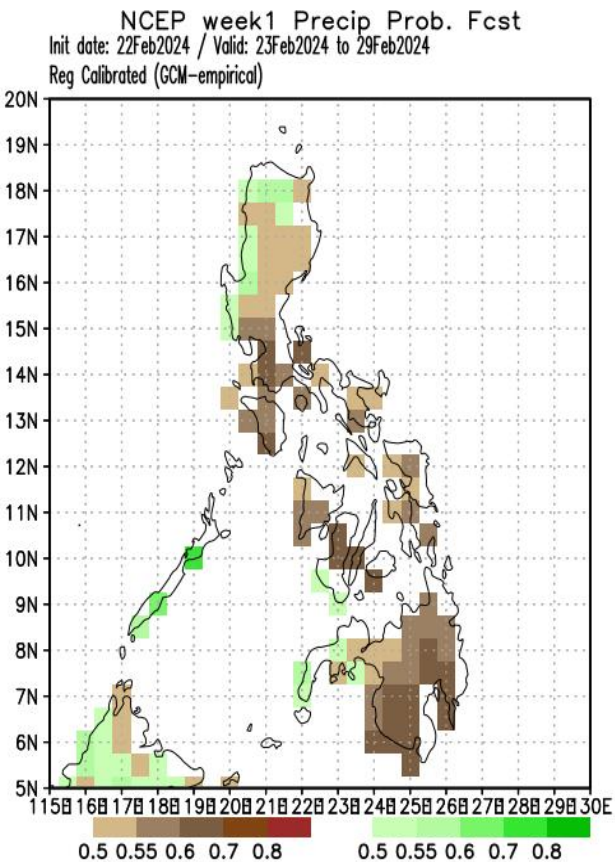 NCEP week1 Precip Prob. Fcst
Init date: 22Feb2024 / Valid: 23Feb2024 to 29Feb2024
Reg Calibrated (GCM-empirical)
20N
19N
18N
17N
16N
15N
14N
13N
12N
11N
10N
9N
8N
7N
6N
5N
115E 116E 117E 118E 119E 120E 121E 122E 123E 124E 125E 126E 127E 128E 129E 130E
0.5 0.55 0.6 0.7 0.8 0.5 0.55 0.6 0.7 0.8